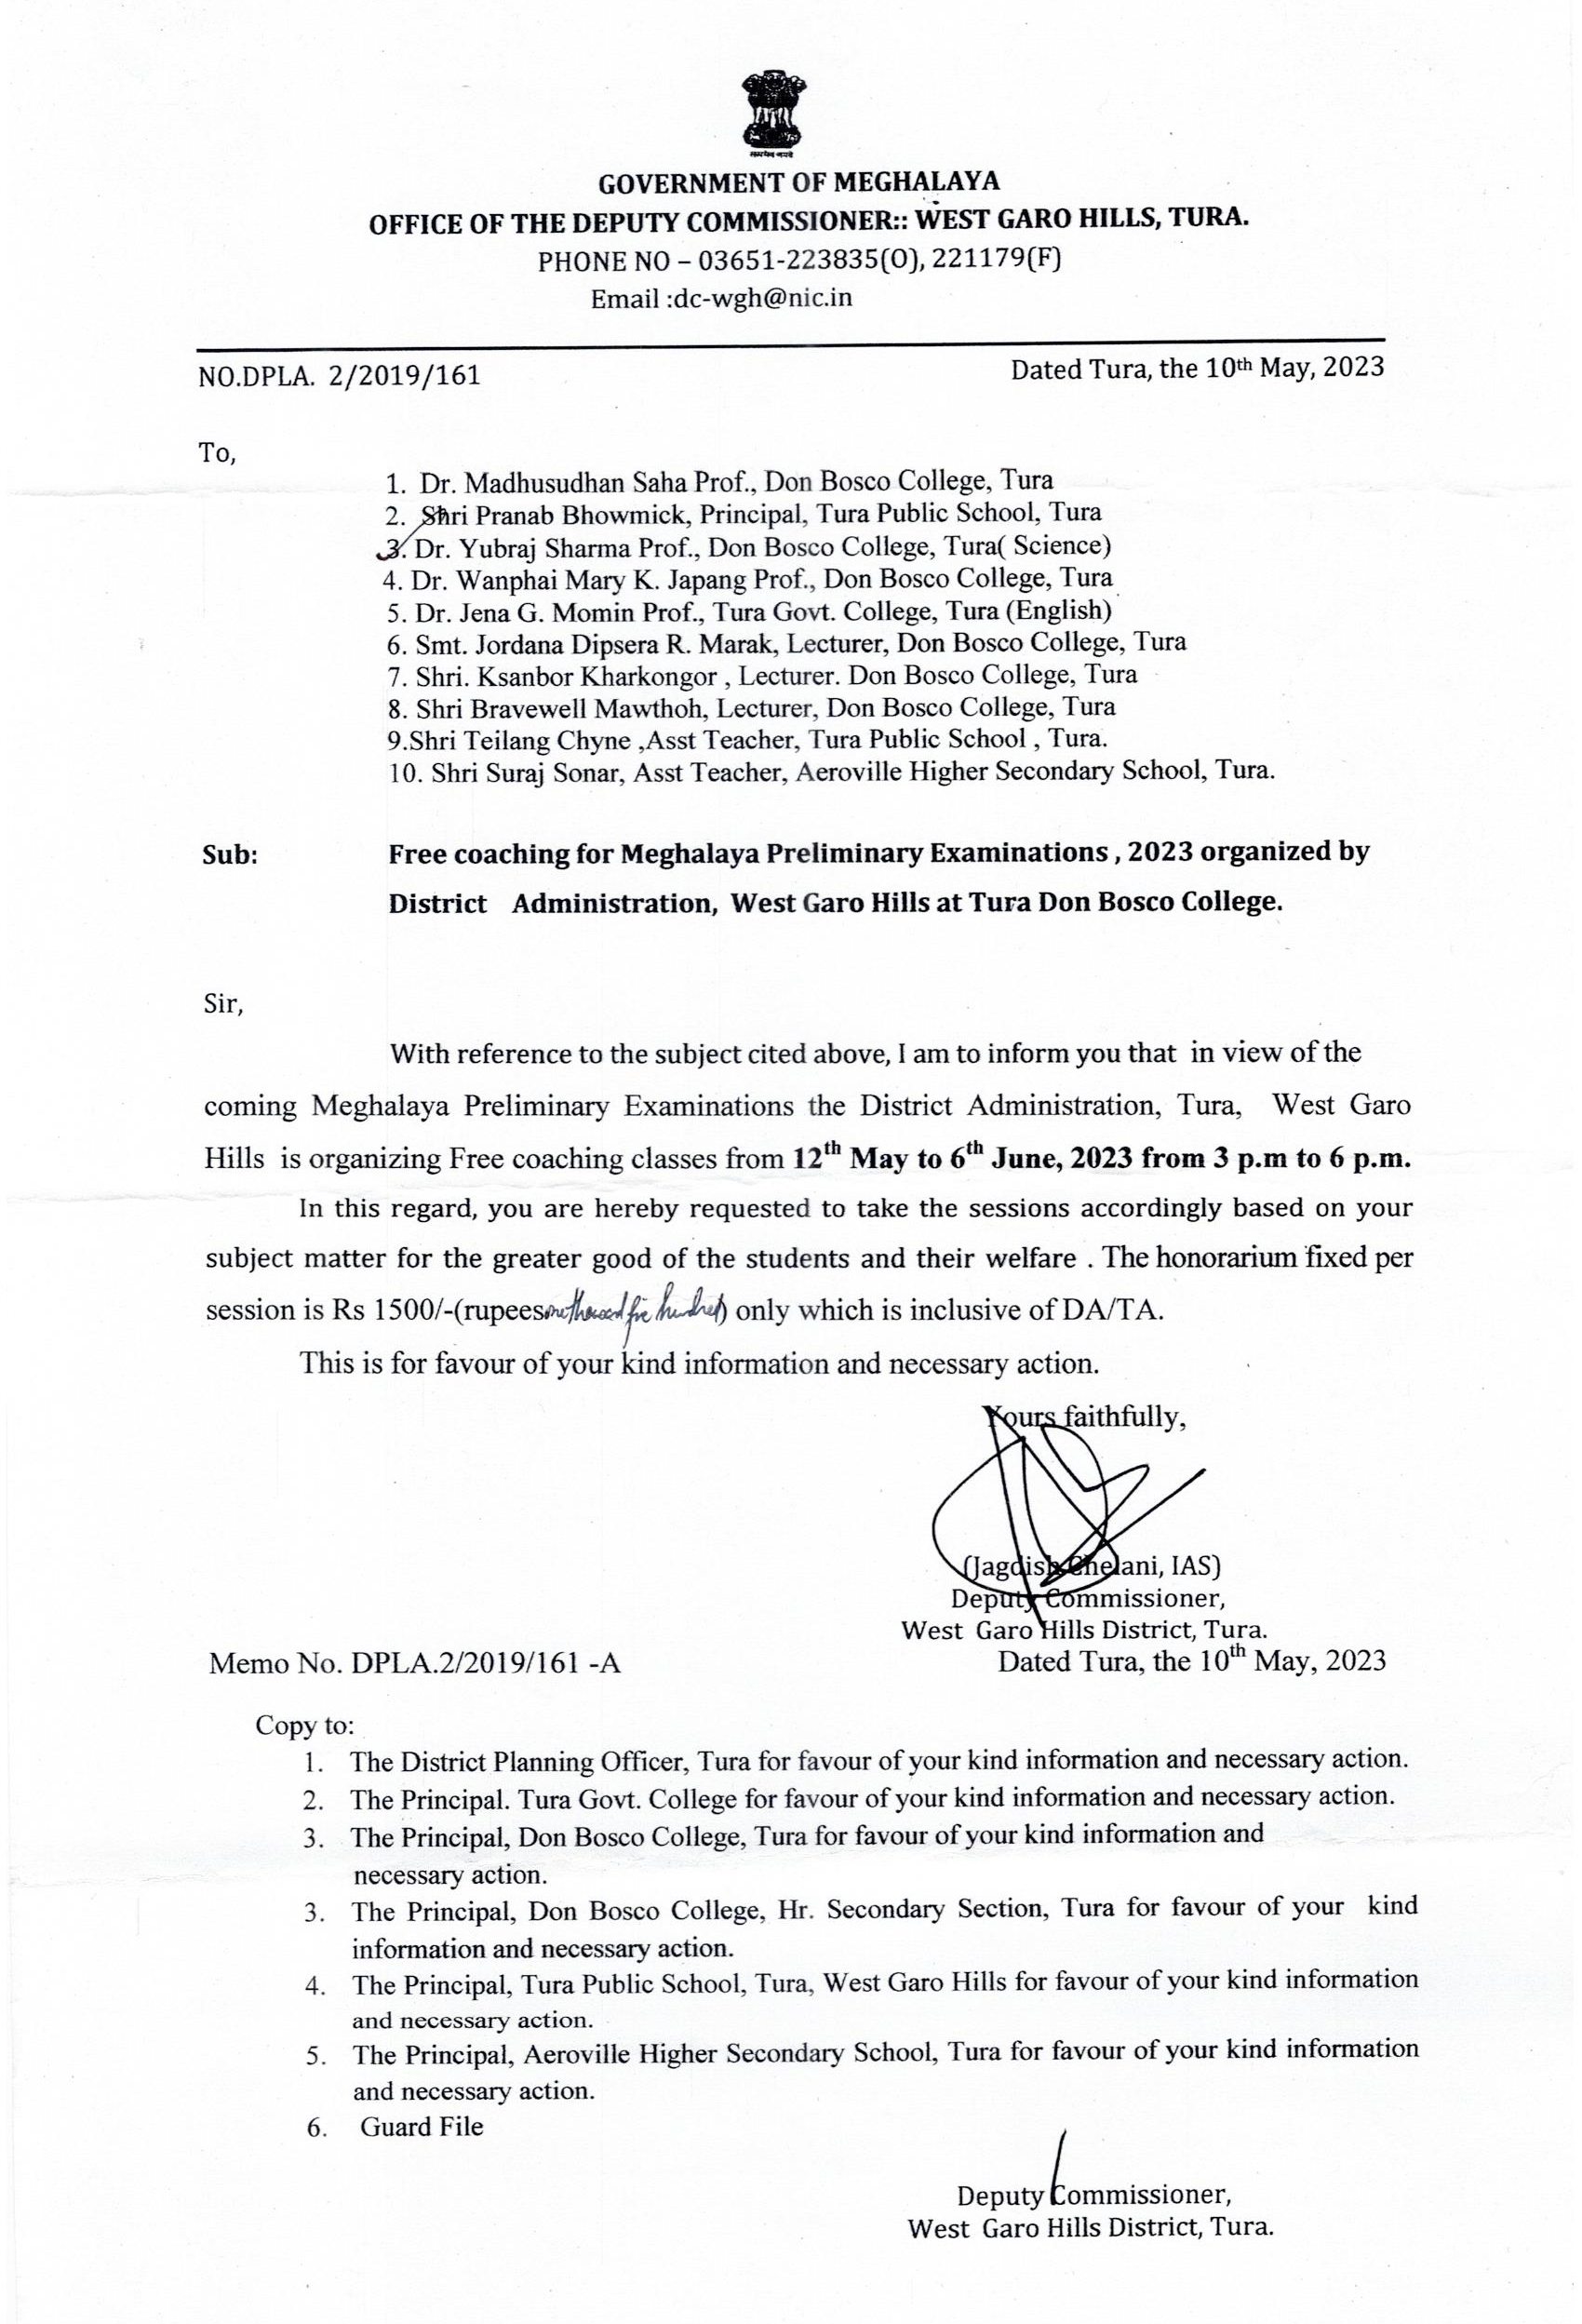 सत्यमेव जयते
GOVERNMENT OF MEGHALAYA
OFFICE OF THE DEPUTY COMMISSIONER:: WEST GARO HILLS, TURA.
PHONE NO – 03651-223835(O), 221179(F)
Email :dc-wgh@nic.in
NO.DPLA. 2/2019/161 Dated Tura, the 10th May, 2023
To,
1. Dr. Madhusudhan Saha Prof., Don Bosco College, Tura
2. Shri Pranab Bhowmick, Principal, Tura Public School, Tura
3. Dr. Yubraj Sharma Prof., Don Bosco College, Tura( Science)
4. Dr. Wanphai Mary K. Japang Prof., Don Bosco College, Tura
5. Dr. Jena G. Momin Prof., Tura Govt. College, Tura (English)
6. Smt. Jordana Dipsera R. Marak, Lecturer, Don Bosco College, Tura
7. Shri. Ksanbor Kharkongor , Lecturer. Don Bosco College, Tura
8. Shri Bravewell Mawthoh, Lecturer, Don Bosco College, Tura
9.Shri Teilang Chyne ,Asst Teacher, Tura Public School , Tura.
10. Shri Suraj Sonar, Asst Teacher, Aeroville Higher Secondary School, Tura.
Sub: Free coaching for Meghalaya Preliminary Examinations , 2023 organized by
District Administration, West Garo Hills at Tura Don Bosco College.
Sir,
With reference to the subject cited above, I am to inform you that in view of the
coming Meghalaya Preliminary Examinations the District Administration, Tura, West Garo
Hills is organizing Free coaching classes from 12th May to 6th June, 2023 from 3 p.m to 6 p.m.
In this regard, you are hereby requested to take the sessions accordingly based on your
subject matter for the greater good of the students and their welfare . The honorarium fixed per
session is Rs 1500/-(rupees one thousand five hundred) only which is inclusive of DA/TA.
This is for favour of your kind information and necessary action.
Yours faithfully,
(Jagdish Chelani, IAS)
Deputy Commissioner,
West Garo Hills District, Tura.
Memo No. DPLA.2/2019/161 -A Dated Tura, the 10th May, 2023
Copy to:
1. The District Planning Officer, Tura for favour of your kind information and necessary action.
2. The Principal. Tura Govt. College for favour of your kind information and necessary action.
3. The Principal, Don Bosco College, Tura for favour of your kind information and
necessary action.
3. The Principal, Don Bosco College, Hr. Secondary Section, Tura for favour of your kind
information and necessary action.
4. The Principal, Tura Public School, Tura, West Garo Hills for favour of your kind information
and necessary action.
5. The Principal, Aeroville Higher Secondary School, Tura for favour of your kind information
and necessary action.
6. Guard File
Deputy Commissioner,
West Garo Hills District, Tura.